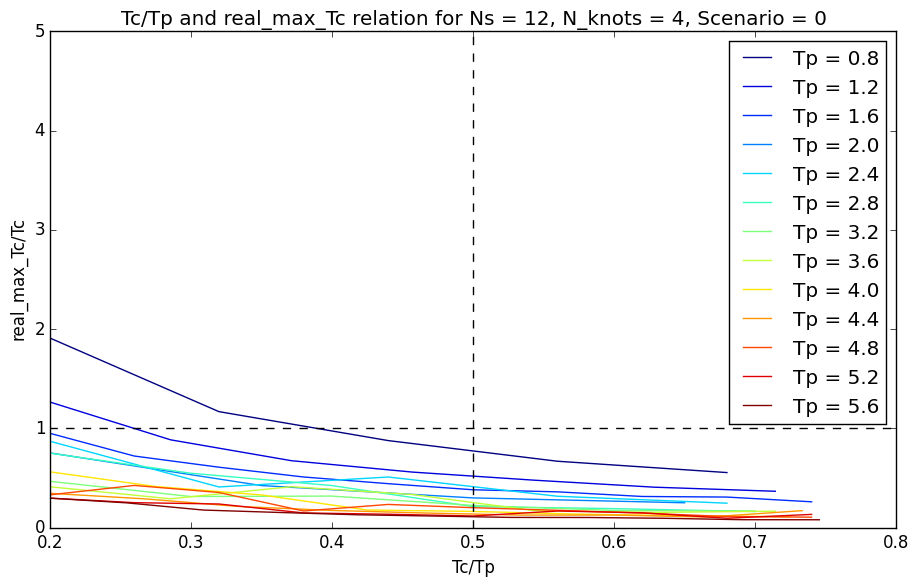 Tc/Tp and real_max_Tc relation for Ns = 12, N_knots = 4, Scenario = 0
5
4
3
2
1
0
real_max_Tc/Tc
Tp = 0.8
Tp = 1.2
Tp = 1.6
Tp = 2.0
Tp = 2.4
Tp = 2.8
Tp = 3.2
Tp = 3.6
Tp = 4.0
Tp = 4.4
Tp = 4.8
Tp = 5.2
Tp = 5.6
0.2 0.3 0.4 0.5 0.6 0.7 0.8
Tc/Tp